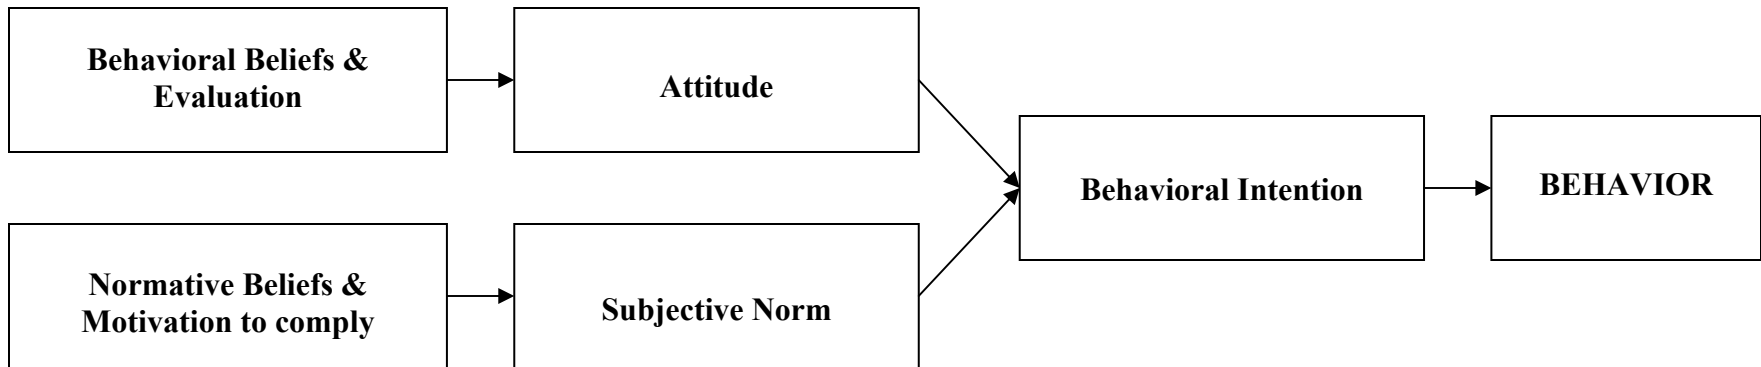 Behavioral Beliefs &
Evaluation
Attitude
Normative Beliefs &
Motivation to comply
Subjective Norm
Behavioral Intention
BEHAVIOR